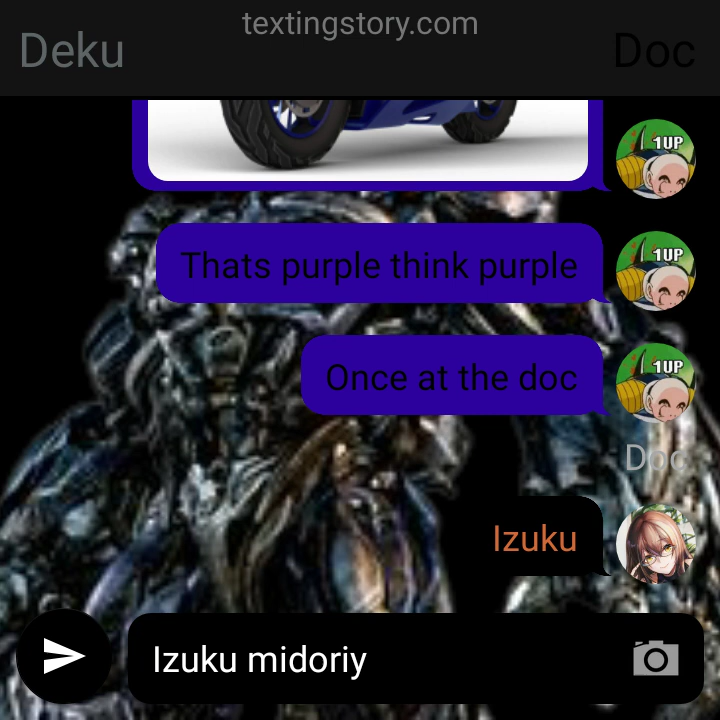 textingstory.com
Deku
Doc
1UP
Thats purple think purple
1UP
Once at the doc
1UP
Doc
Izuku
Izuku midoriy